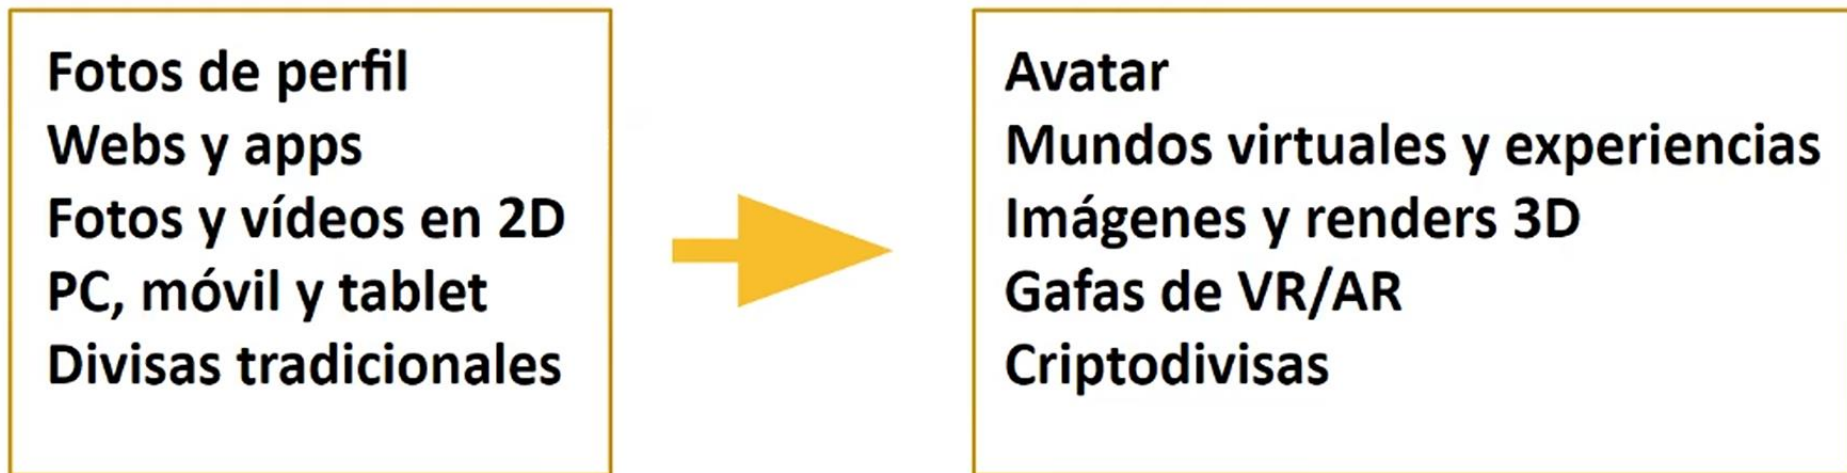 Fotos de perfil
Webs y apps
Fotos y vídeos en 2D
PC, móvil y tablet
Divisas tradicionales
Avatar
Mundos virtuales y experiencias
Imágenes y renders 3D
Gafas de VR/AR
Criptodivisas